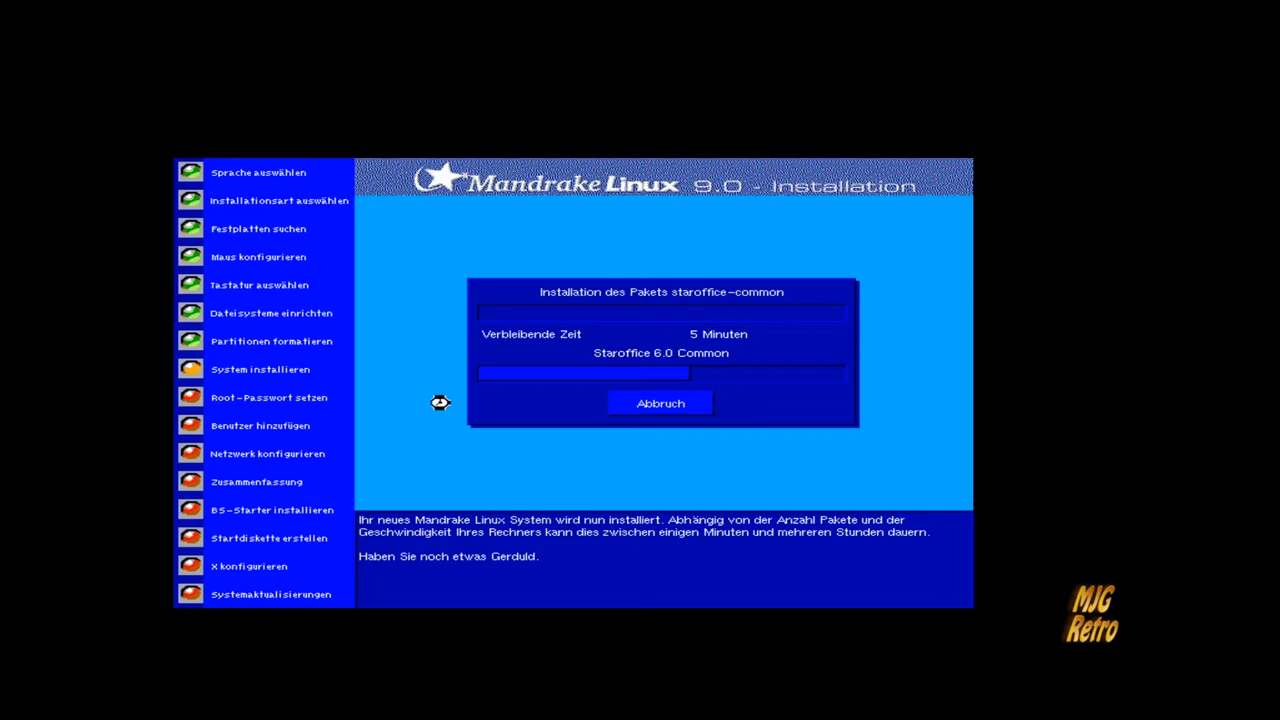 Mandrake Linux 9.0 - Installation
Sprache auswählen
Installationsart auswählen
Festplatten suchen
Maus konfigurieren
Tastatur auswählen
Dateisysteme einrichten
Partitionen formatieren
System installieren
Root-Passwort setzen
Benutzer hinzufügen
Netzwerk konfigurieren
Zusammenfassung
BS-Starter installieren
Startdiskette erstellen
X konfigurieren
Systemaktualisierungen
Installation des Pakets staroffice-common
Verbleibende Zeit 5 Minuten
Staroffice 6.0 Common
Abbruch
Ihr neues Mandrake Linux System wird nun installiert. Abhängig von der Anzahl Pakete und der
Geschwindigkeit Ihres Rechners kann dies zwischen einigen Minuten und mehreren Stunden dauern.
Haben Sie noch etwas Gerduld.
MJG
Retro